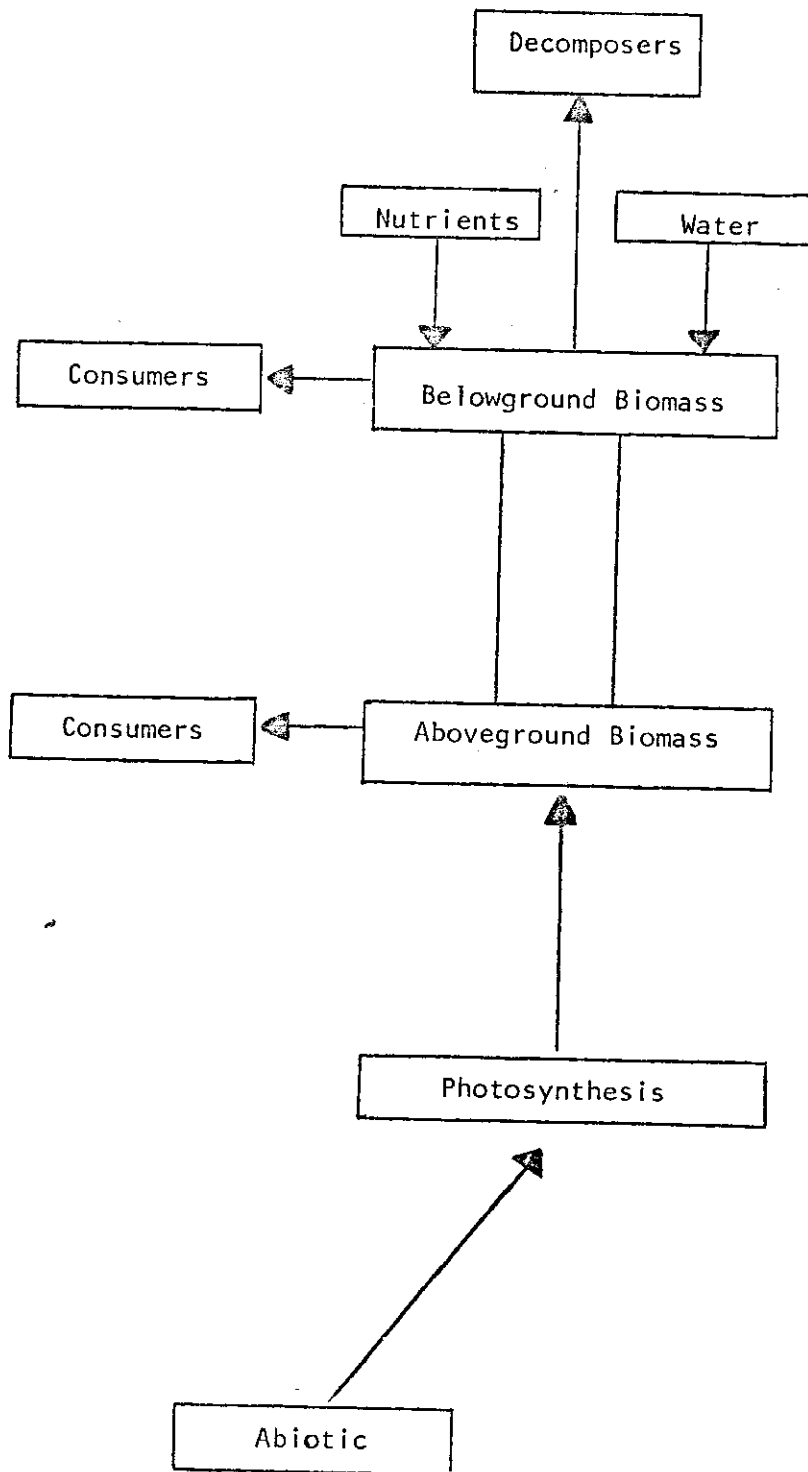 Decomposers
Nutrients
Water
Consumers
Belowground Biomass
Consumers
Aboveground Biomass
Photosynthesis
Abiotic